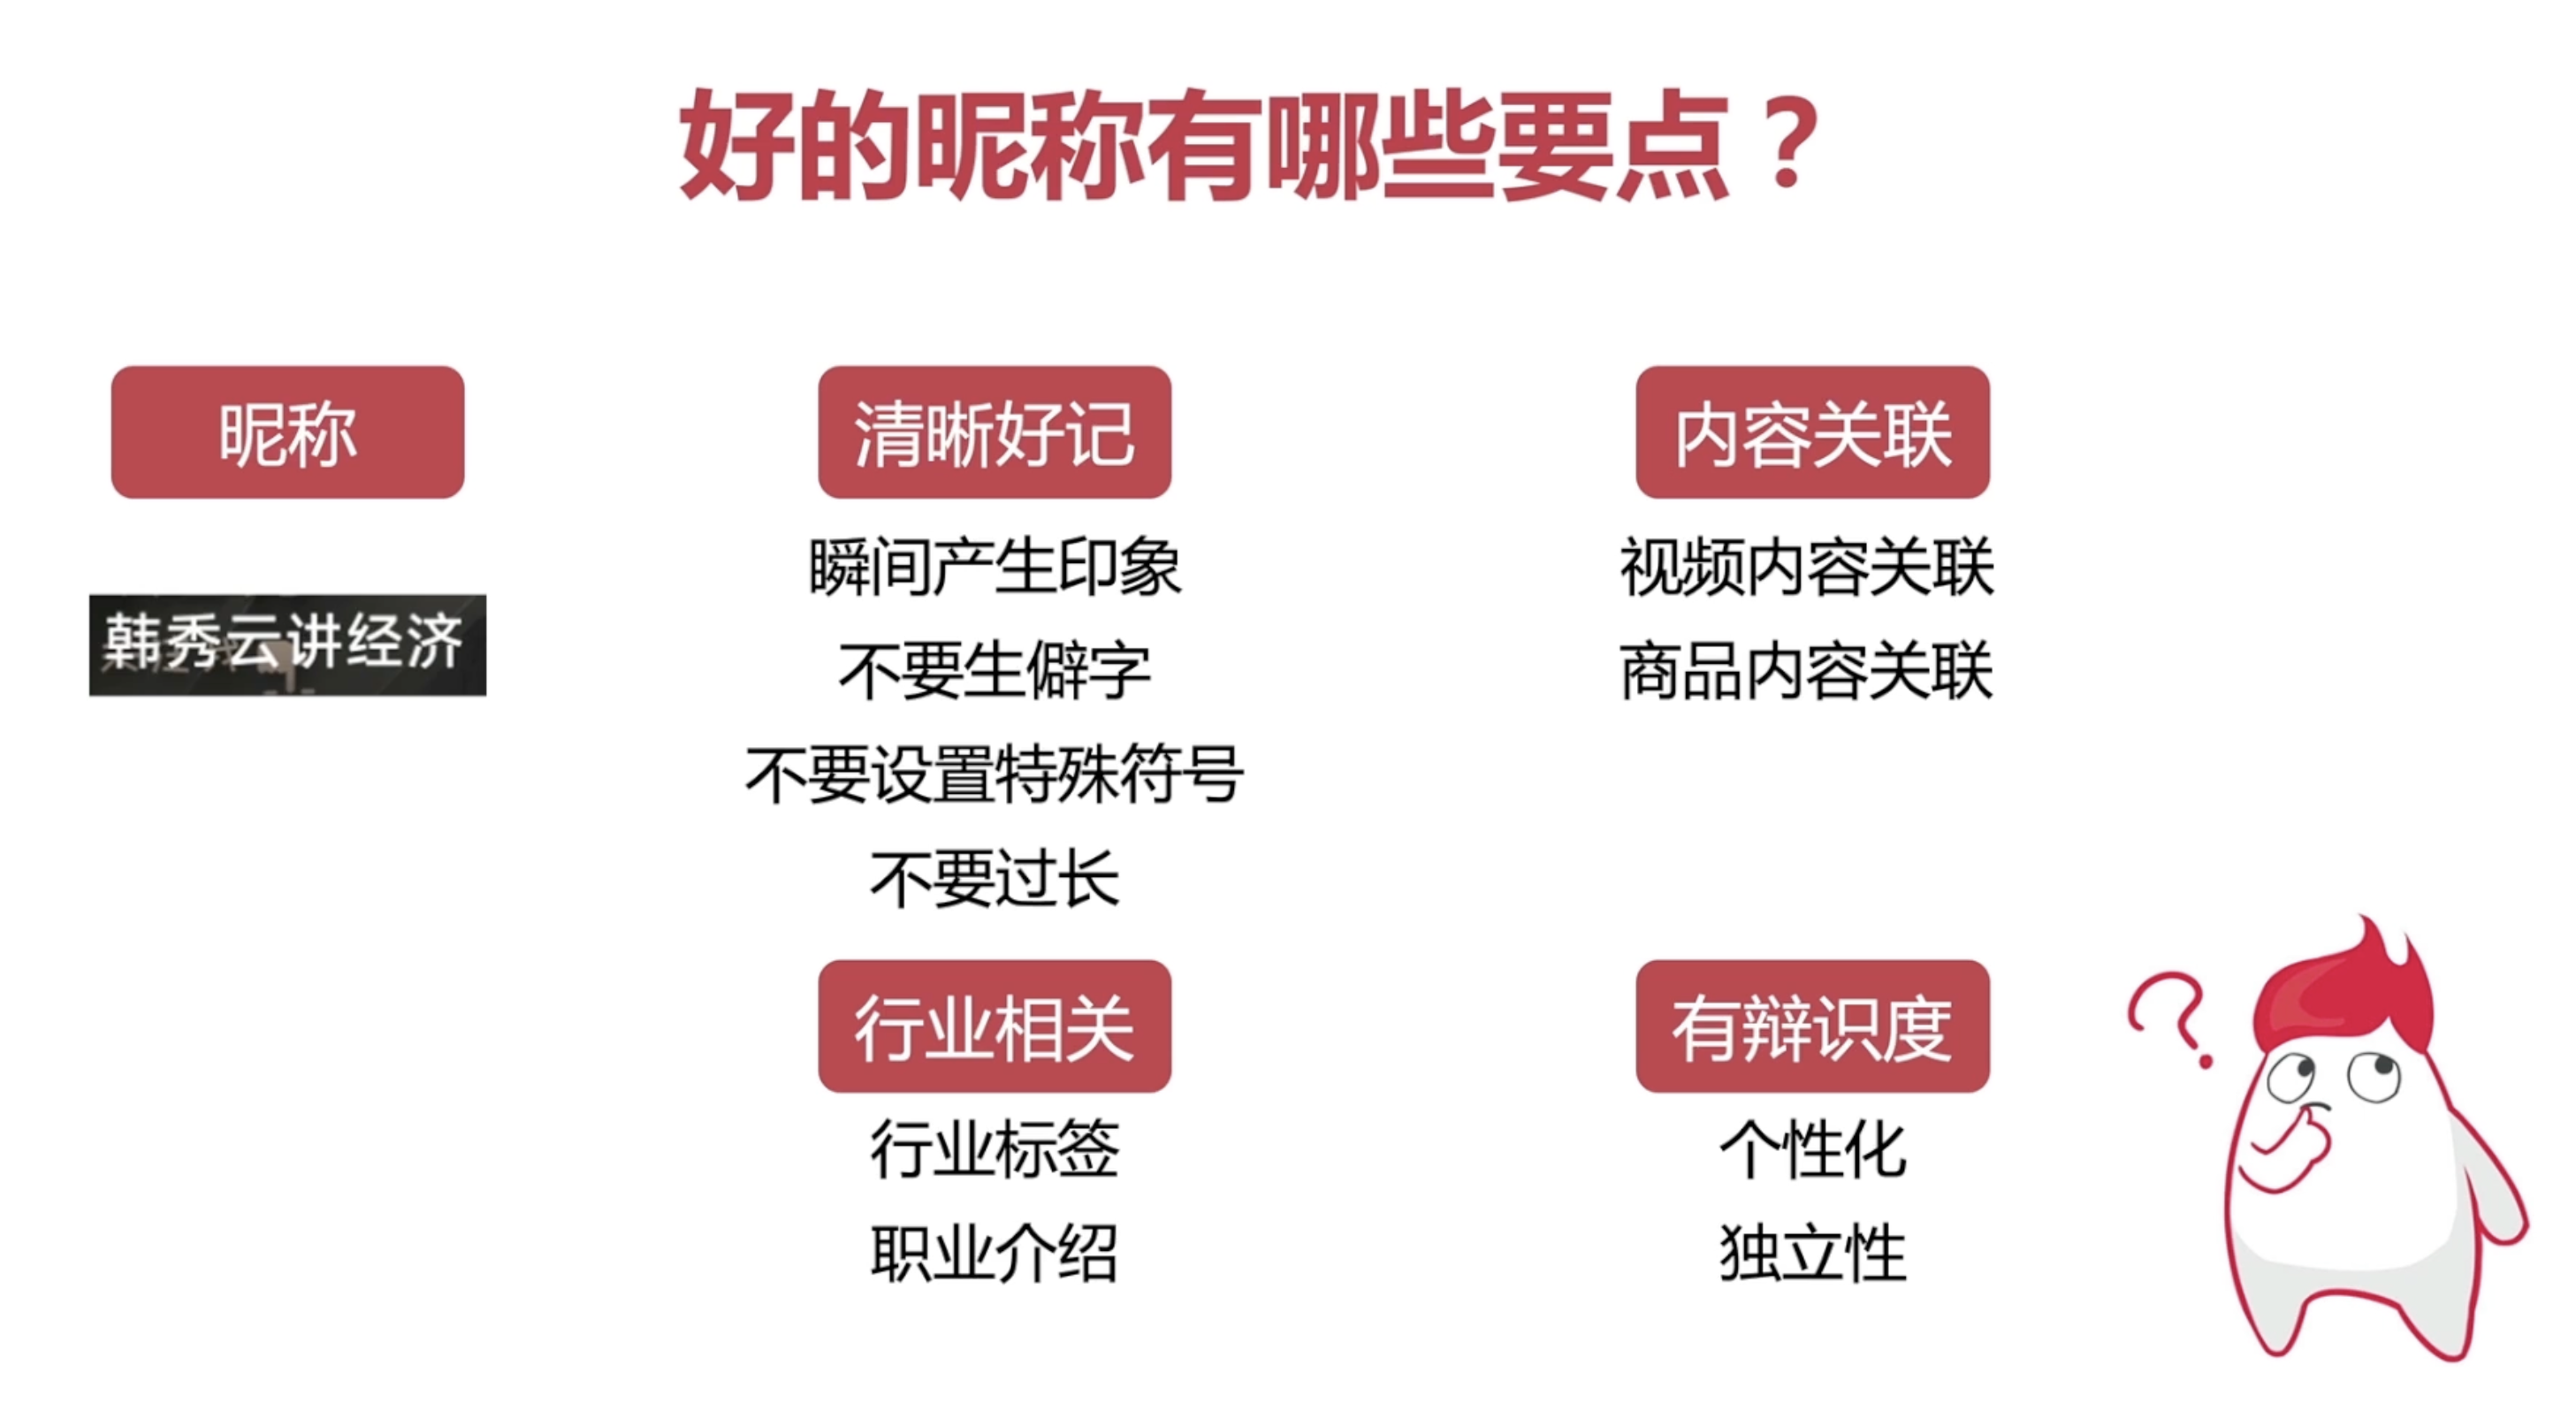 好的昵称有哪些要点？
昵称
韩秀云讲经济
清晰好记
瞬间产生印象
不要生僻字
不要设置特殊符号
不要过长
内容关联
视频内容关联
商品内容关联
行业相关
行业标签
职业介绍
有辩识度
个性化
独立性